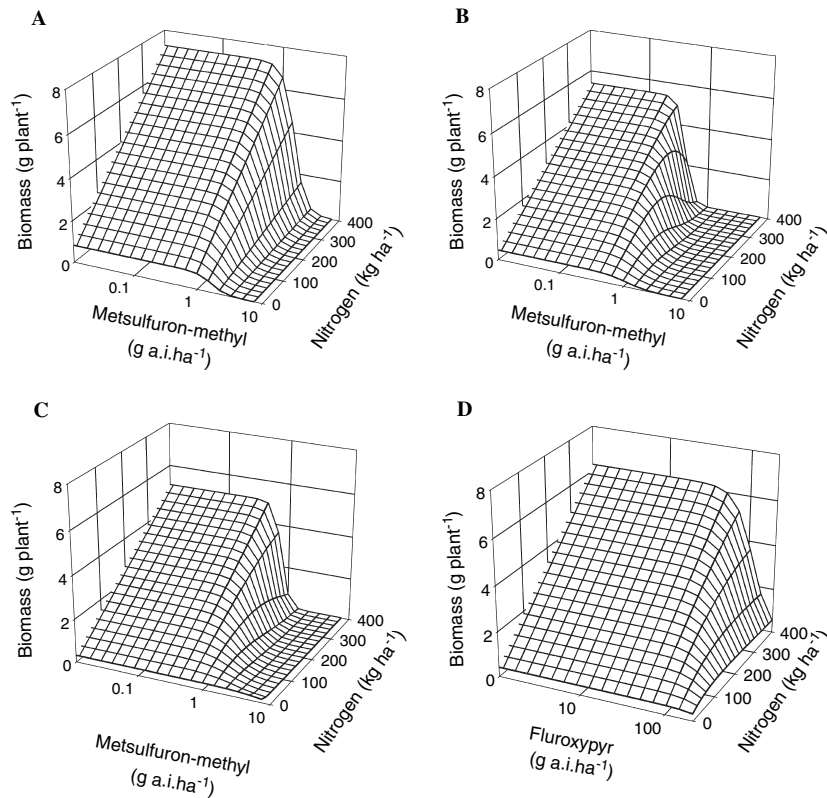 A
Biomass (g plant-1)
8
6
4
2
0
0.1
1
10
Metsulfuron-methyl
(g a.i.ha-1)
0
100
200
300
400
Nitrogen (kg ha-1)
B
Biomass (g plant-1)
8
6
4
2
0
0.1
1
10
Metsulfuron-methyl
(g a.i.ha-1)
0
100
200
300
400
Nitrogen (kg ha-1)
C
Biomass (g plant-1)
8
6
4
2
0
0.1
1
10
Metsulfuron-methyl
(g a.i.ha-1)
0
100
200
300
400
Nitrogen (kg ha-1)
D
Biomass (g plant-1)
8
6
4
2
0
10
100
Fluroxypyr
(g a.i.ha-1)
0
100
200
300
400
Nitrogen (kg ha-1)